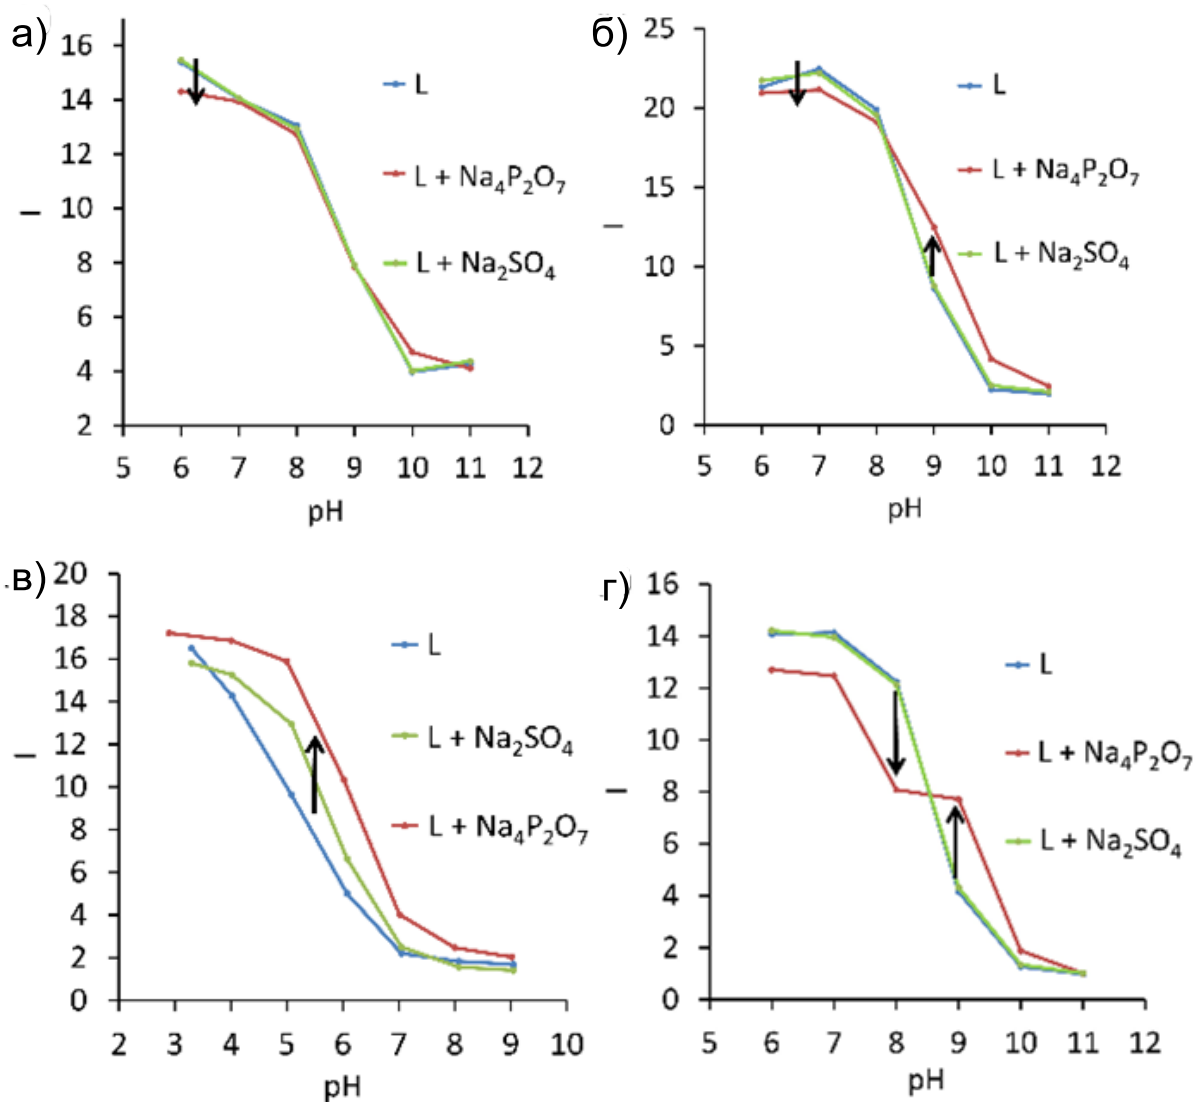 а)
16
14
12
10
8
6
4
2
I
5 6 7 8 9 10 11 12
pH
L
L + Na₄P₂O₇
L + Na₂SO₄
б)
25
20
15
10
5
0
I
5 6 7 8 9 10 11 12
pH
L
L + Na₄P₂O₇
L + Na₂SO₄
в)
20
18
16
14
12
10
8
6
4
2
0
I
2 3 4 5 6 7 8 9 10
pH
L
L + Na₂SO₄
L + Na₄P₂O₇
г)
16
14
12
10
8
6
4
2
0
I
5 6 7 8 9 10 11 12
pH
L
L + Na₄P₂O₇
L + Na₂SO₄